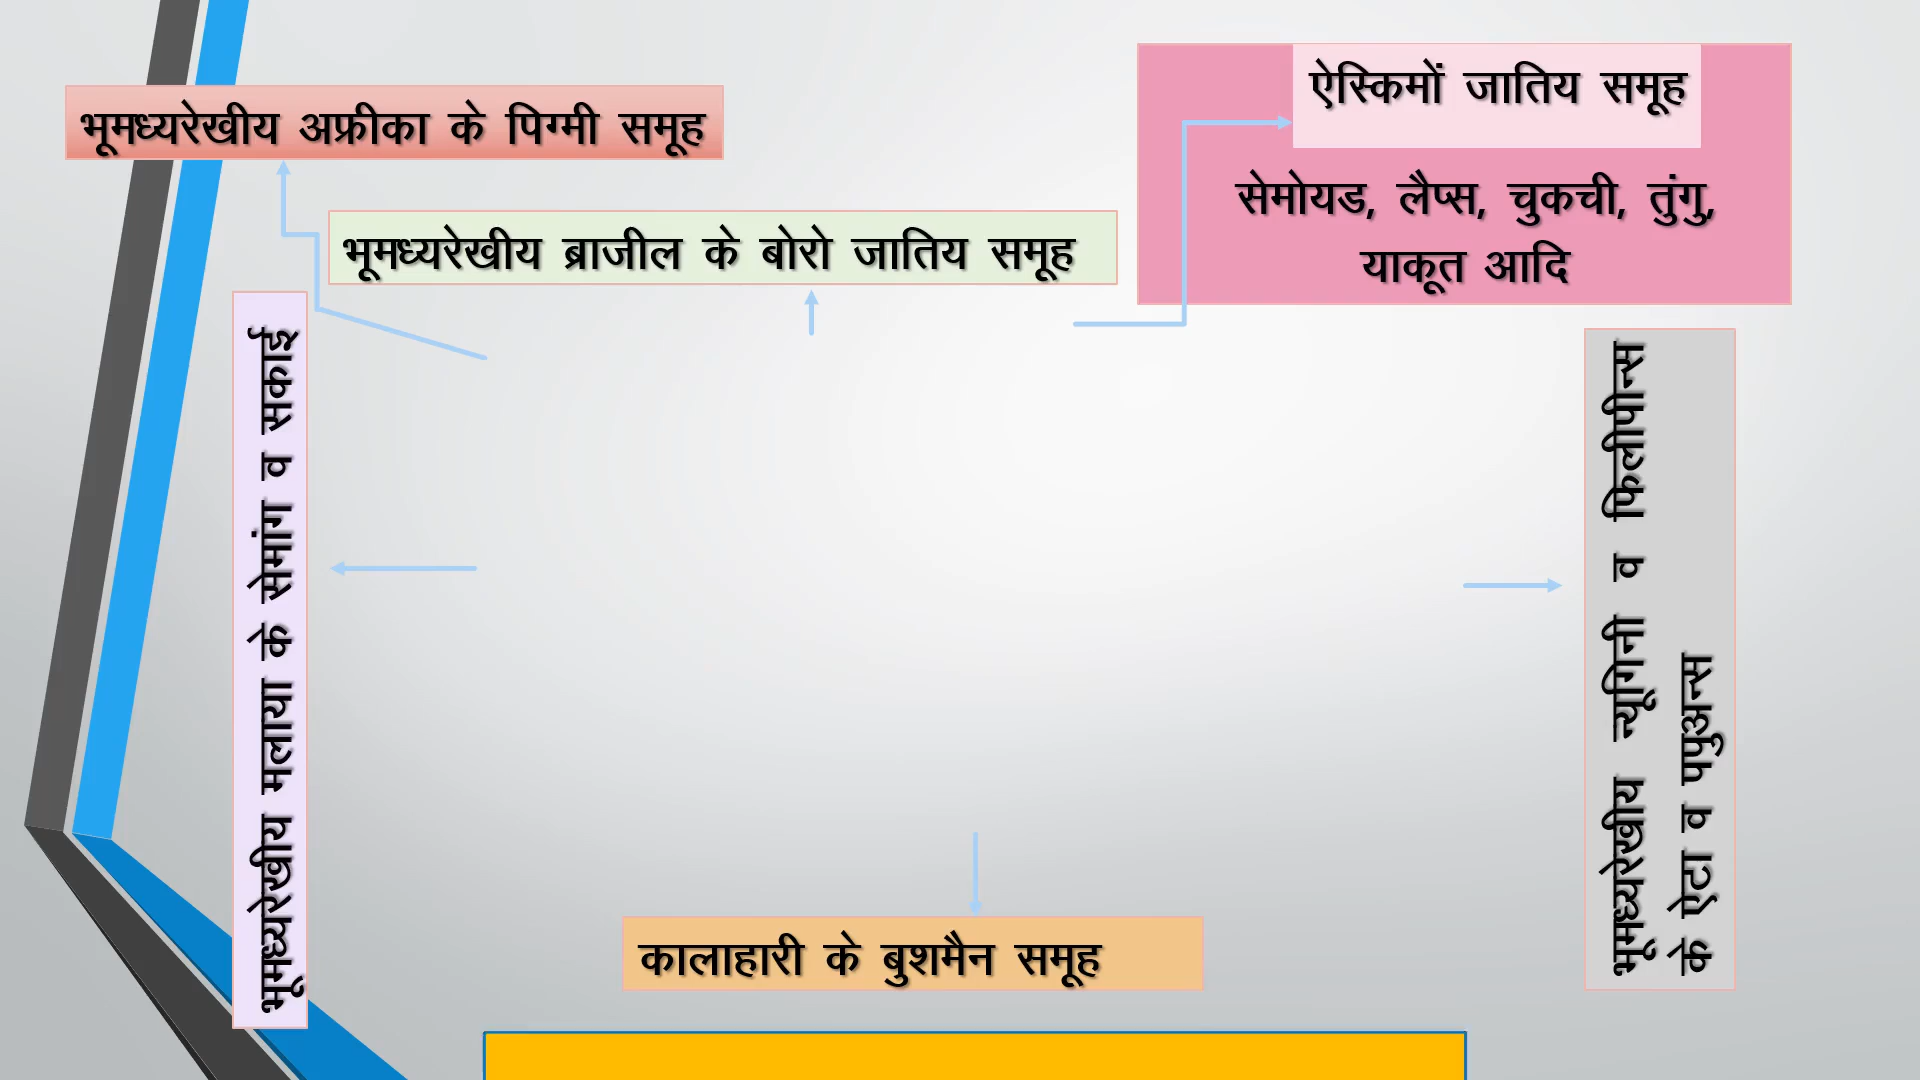 भूमध्यरेखीय अफ्रीका के पिग्मी समूह
ऐस्किमों जातिय समूह
सेमोयड, लैप्स, चुकची, तुंगु,
याकूत आदि
भूमध्यरेखीय ब्राजील के बोरो जातिय समूह
भूमध्यरेखीय मलाया के सेमांग व सकाई
भूमध्यरेखीय न्यूगिनी व फिलीपीन्स
के ऐटा व पापुअन्स
कालाहारी के बुशमैन समूह